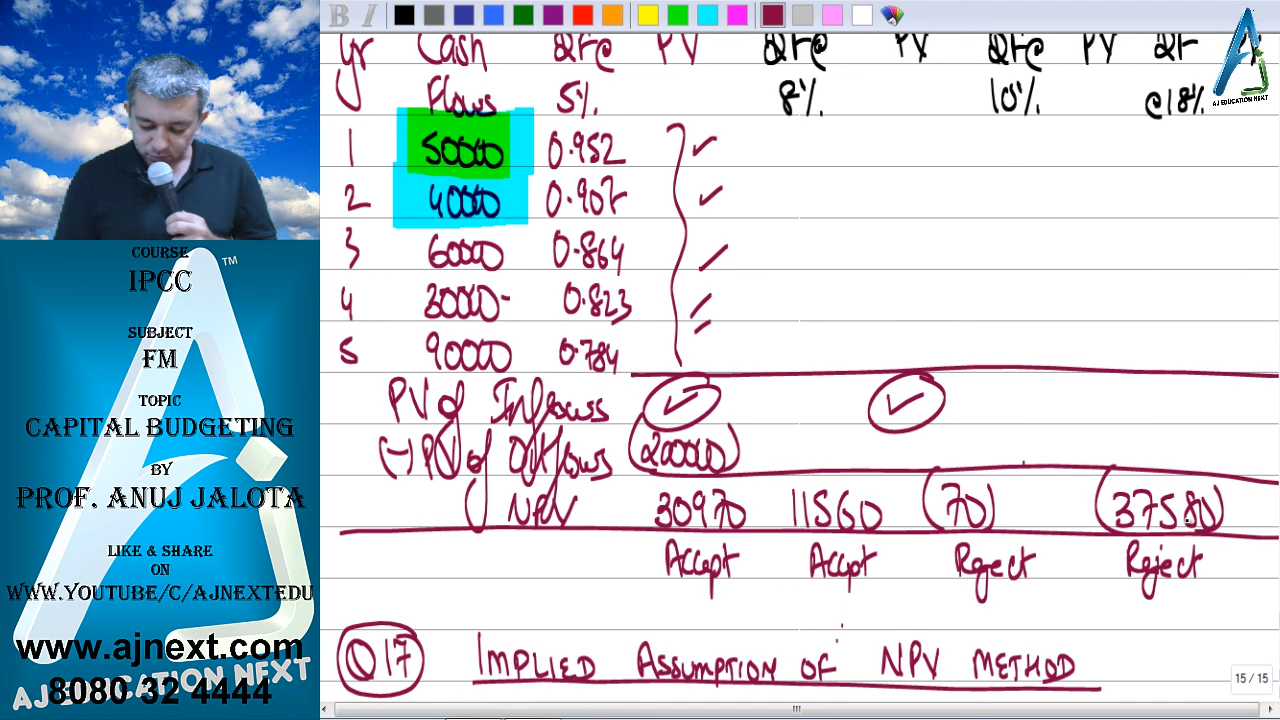 B I
Yr Cash DF@ PV DF@ PV DF@ PV DF
Flows 5% 8% 10% @18%
1 50000 0.952
2 40000 0.907
3 60000 0.864
4 30000- 0.823
5 90000 0.784
PV of Inflows
(-) PV of Outflows 200000
NPV 30970 11560 (70) (37580)
Accept Accept Reject Reject
Q17 IMPLIED ASSUMPTION OF NPV METHOD
15 / 15
AJ EDUCATION NEXT
COURSE
IPCC
SUBJECT
FM
TOPIC
CAPITAL BUDGETING
BY
PROF. ANUJ JALOTA
LIKE & SHARE
ON
WWW.YOUTUBE/C/AJNEXTEDU
www.ajnext.com
AJ EDUCATION NEXT
8080 32 4444
TM